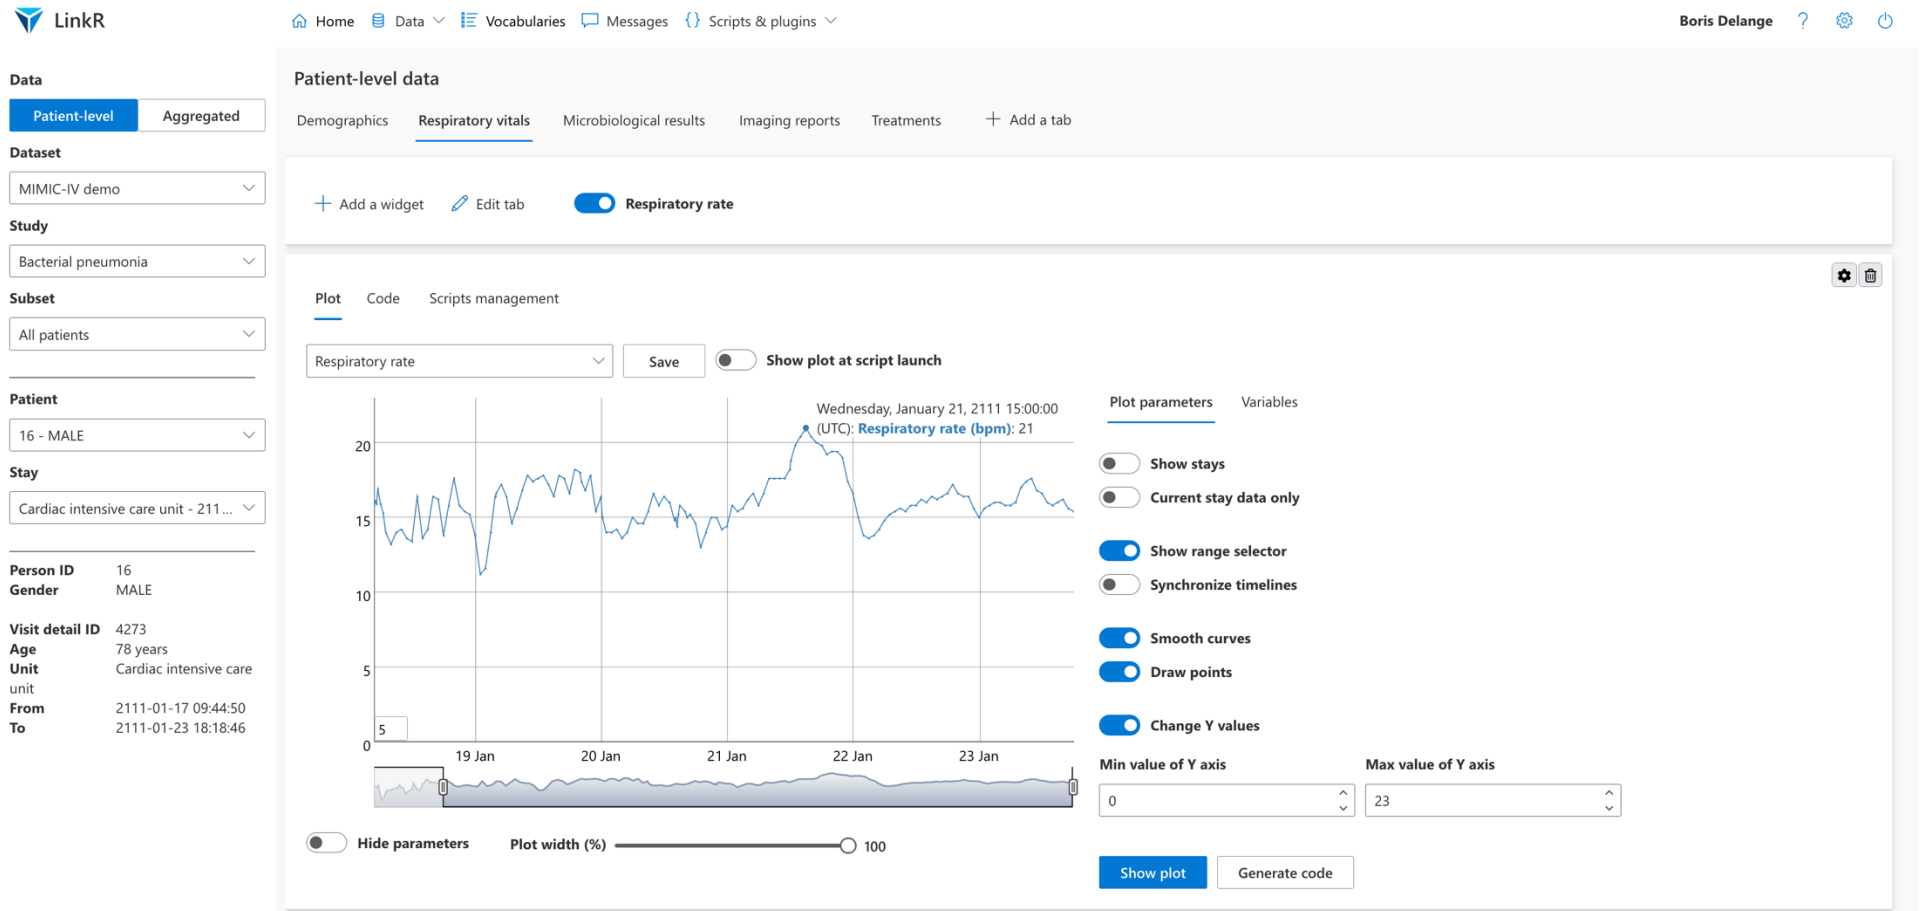 LinkR
Home
Data
Vocabularies
Messages
{} Scripts & plugins
Boris Delange
?
Data
Patient-level
Aggregated
Dataset
MIMIC-IV demo
Study
Bacterial pneumonia
Subset
All patients
Patient
16 - MALE
Stay
Cardiac intensive care unit - 211...
Person ID 16
Gender MALE
Visit detail ID 4273
Age 78 years
Unit Cardiac intensive care
unit
From 2111-01-17 09:44:50
To 2111-01-23 18:18:46
Patient-level data
Demographics
Respiratory vitals
Microbiological results
Imaging reports
Treatments
+ Add a tab
+ Add a widget
Edit tab
Respiratory rate
Plot
Code
Scripts management
Respiratory rate
Save
Show plot at script launch
Wednesday, January 21, 2111 15:00:00
(UTC): Respiratory rate (bpm): 21
20
15
10
5
0
5
19 Jan
20 Jan
21 Jan
22 Jan
23 Jan
Hide parameters
Plot width (%)
100
Plot parameters
Variables
Show stays
Current stay data only
Show range selector
Synchronize timelines
Smooth curves
Draw points
Change Y values
Min value of Y axis
Max value of Y axis
0
23
Show plot
Generate code